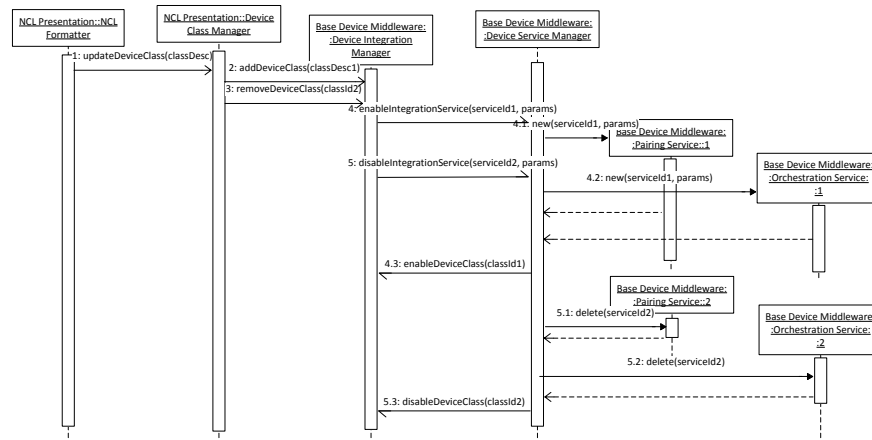 NCL Presentation::NCL
Formatter
NCL Presentation::Device
Class Manager
Base Device Middleware:
:Device Integration
Manager
Base Device Middleware:
:Device Service Manager
1: updateDeviceClass(classDesc)
2: addDeviceClass(classDesc1)
3: removeDeviceClass(classId2)
4: enableIntegrationService(serviceId1, params)
4.1: new(serviceId1, params)
Base Device Middleware:
:Pairing Service::1
5: disableIntegrationService(serviceId2, params)
4.2: new(serviceId1, params)
Base Device Middleware:
:Orchestration Service:
:1
4.3: enableDeviceClass(classId1)
Base Device Middleware:
:Pairing Service::2
5.1: delete(serviceId2)
Base Device Middleware:
:Orchestration Service:
:2
5.2: delete(serviceId2)
5.3: disableDeviceClass(classId2)